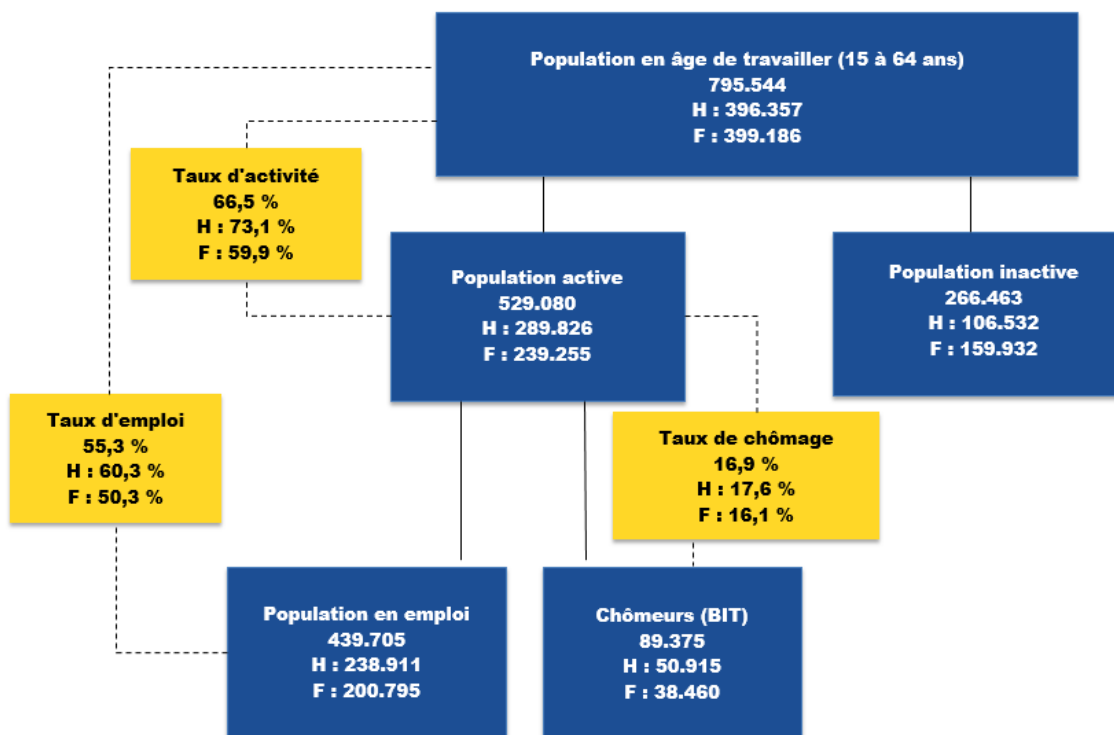 Population en âge de travailler (15 à 64 ans)
795.544
H : 396.357
F : 399.186
Taux d'activité
66,5 %
H : 73,1 %
F : 59,9 %
Population active
529.080
H : 289.826
F : 239.255
Population inactive
266.463
H : 106.532
F : 159.932
Taux d'emploi
55,3 %
H : 60,3 %
F : 50,3 %
Taux de chômage
16,9 %
H : 17,6 %
F : 16,1 %
Population en emploi
439.705
H : 238.911
F : 200.795
Chômeurs (BIT)
89.375
H : 50.915
F : 38.460